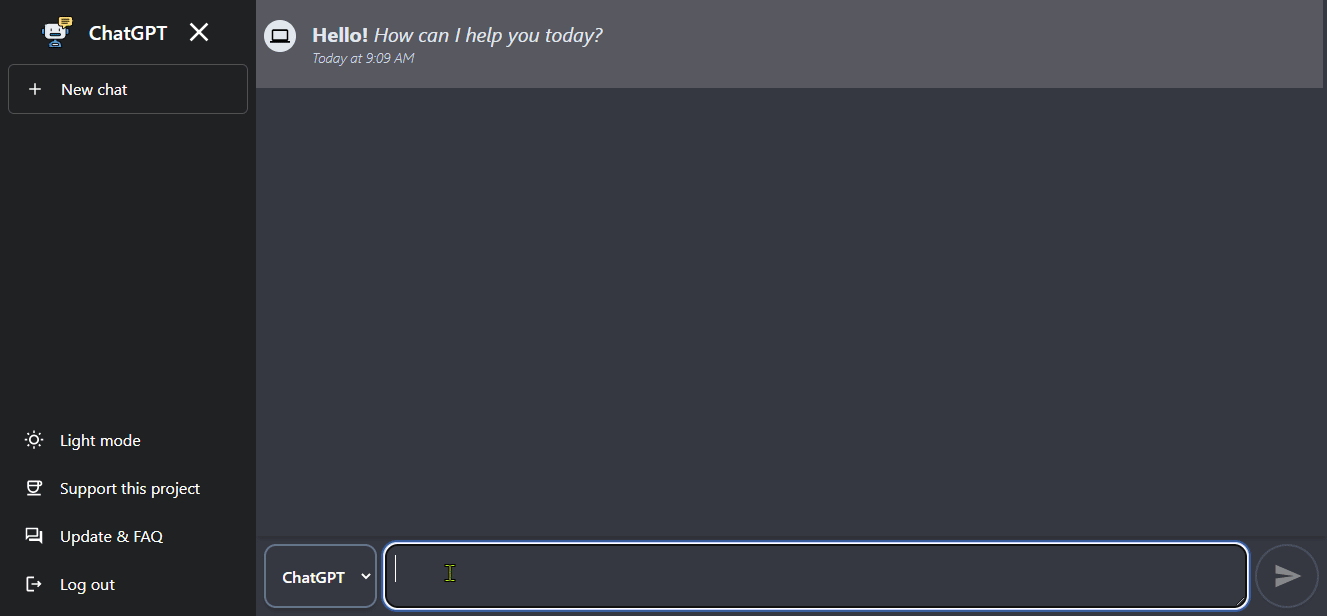 ChatGPT
New chat
Light mode
Support this project
Update & FAQ
Log out
Hello! How can I help you today?
Today at 9:09 AM
ChatGPT